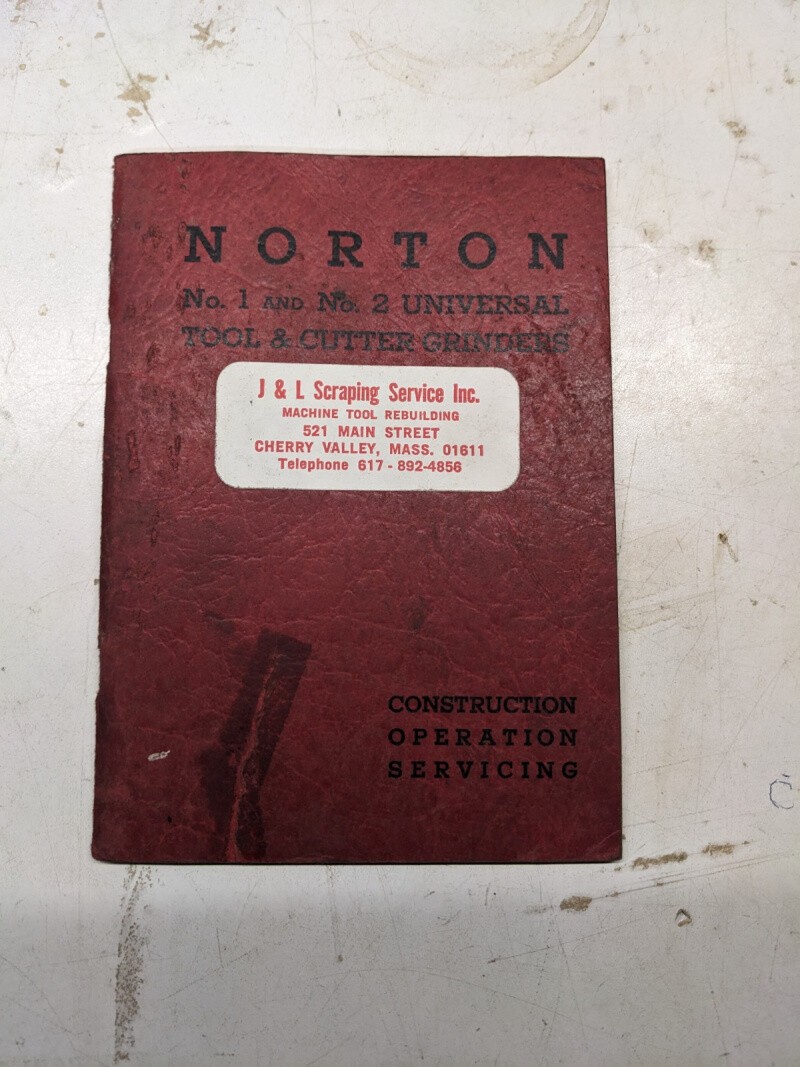 NORTON
No. 1 AND No. 2 UNIVERSAL
TOOL & CUTTER GRINDERS
J & L Scraping Service Inc.
MACHINE TOOL REBUILDING
521 MAIN STREET
CHERRY VALLEY, MASS. 01611
Telephone 617-892-4856
CONSTRUCTION
OPERATION
SERVICING